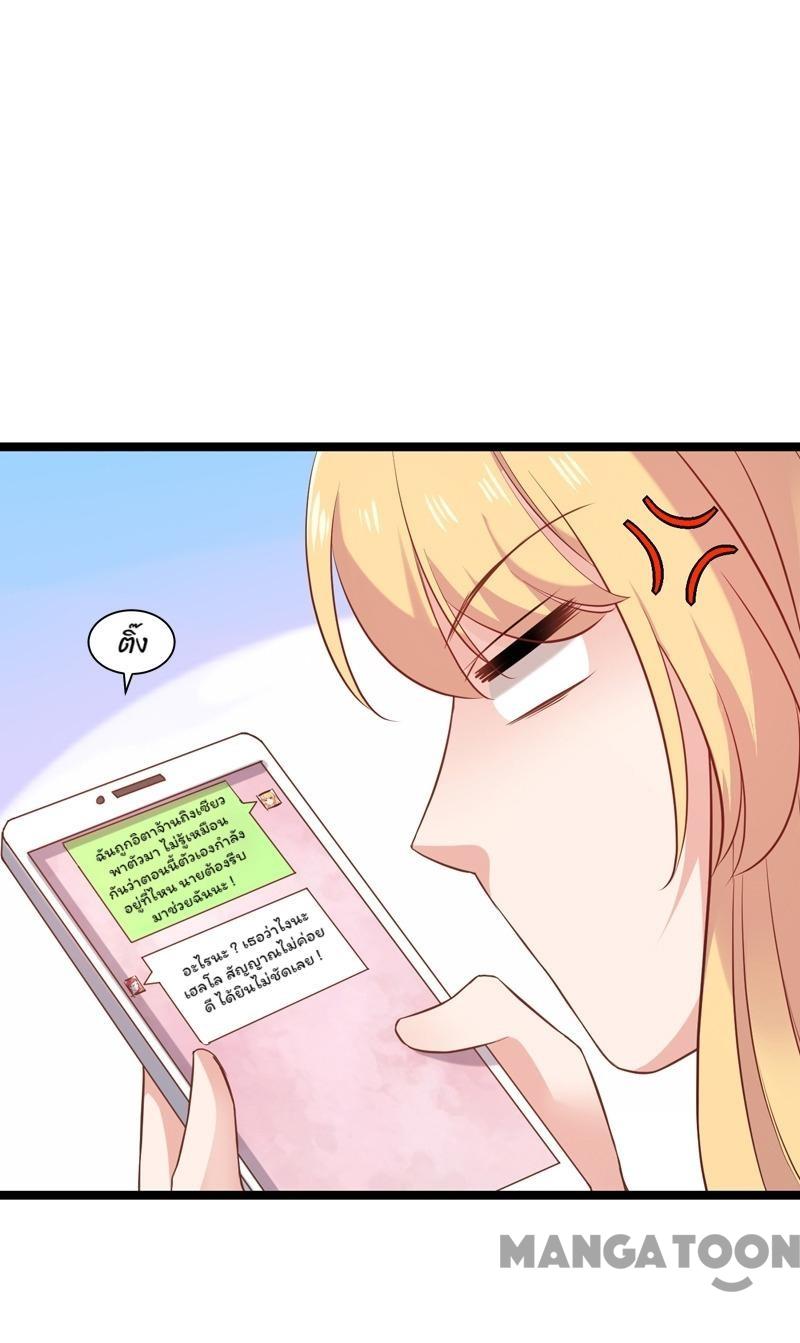 ติ๊ง
ฉันถูกอิตาจ้านถิงเซียว
พาตัวมา ไม่รู้เหมือน
กันว่าตอนนี้ตัวเองกำลัง
อยู่ที่ไหน นายต้องรีบ
มาช่วยฉันนะ !
อะไรนะ ? เธอว่าไงนะ
เฮลโล สัญญาณไม่ค่อย
ดี ได้ยินไม่ชัดเลย !
MANGATOON